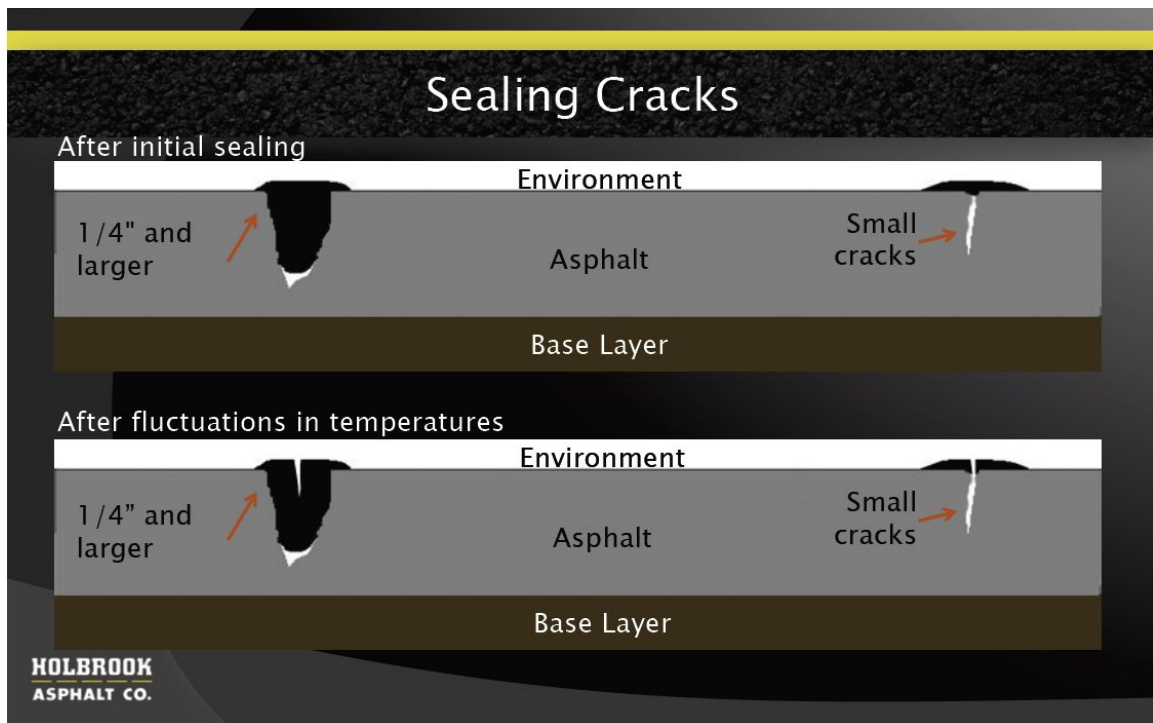 Sealing Cracks
After initial sealing
Environment
1/4" and
larger
Asphalt
Small
cracks
Base Layer
After fluctuations in temperatures
Environment
1/4” and
larger
Asphalt
Small
cracks
Base Layer
HOLBROOK
ASPHALT CO.